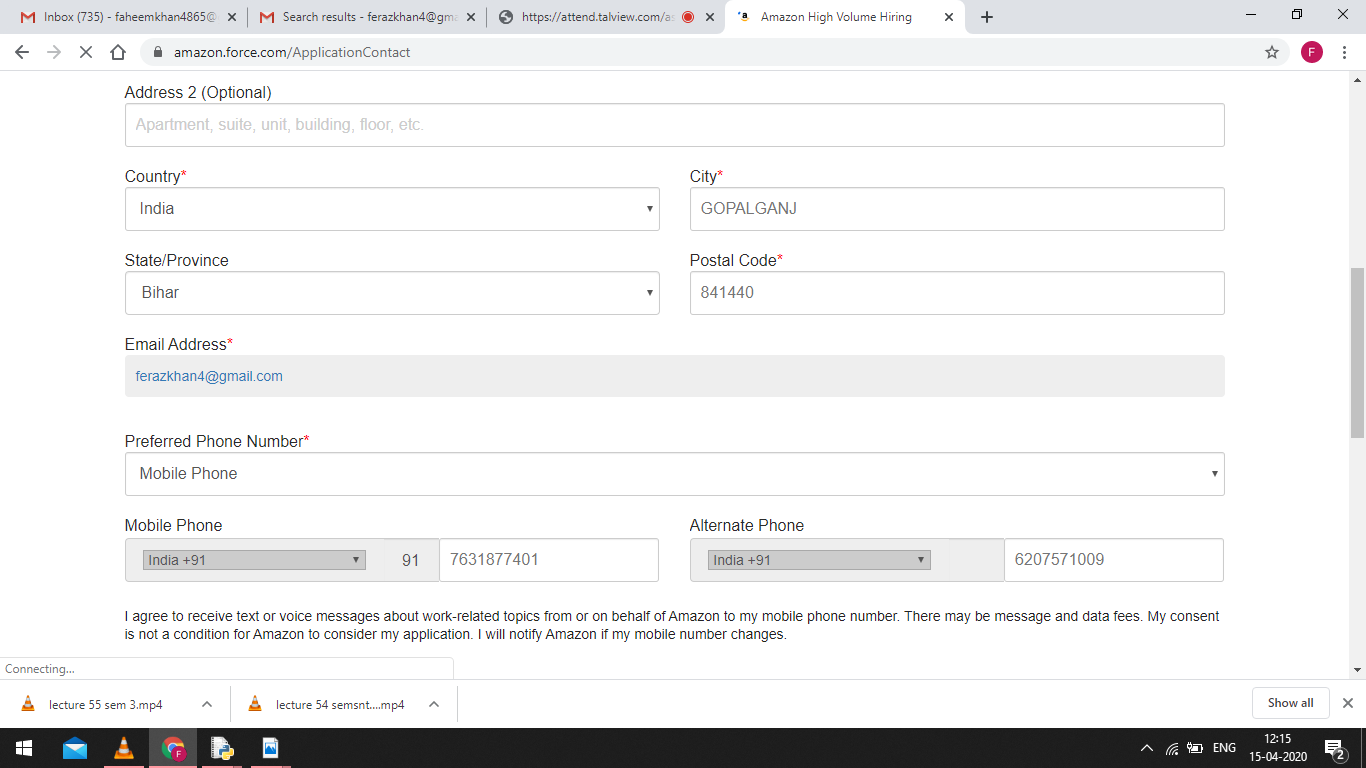 Inbox (735) - faheemkhan4865@
Search results - ferazkhan4@gma
https://attend.talview.com/as
Amazon High Volume Hiring
amazon.force.com/ApplicationContact
F
Address 2 (Optional)
Apartment, suite, unit, building, floor, etc.
Country*
City*
India
GOPALGANJ
State/Province
Postal Code*
Bihar
841440
Email Address*
ferazkhan4@gmail.com
Preferred Phone Number*
Mobile Phone
Mobile Phone
Alternate Phone
India +91
91
7631877401
India +91
6207571009
I agree to receive text or voice messages about work-related topics from or on behalf of Amazon to my mobile phone number. There may be message and data fees. My consent
is not a condition for Amazon to consider my application. I will notify Amazon if my mobile number changes.
Connecting...
lecture 55 sem 3.mp4
lecture 54 semsnt....mp4
Show all
F
ENG
12:15
15-04-2020
2